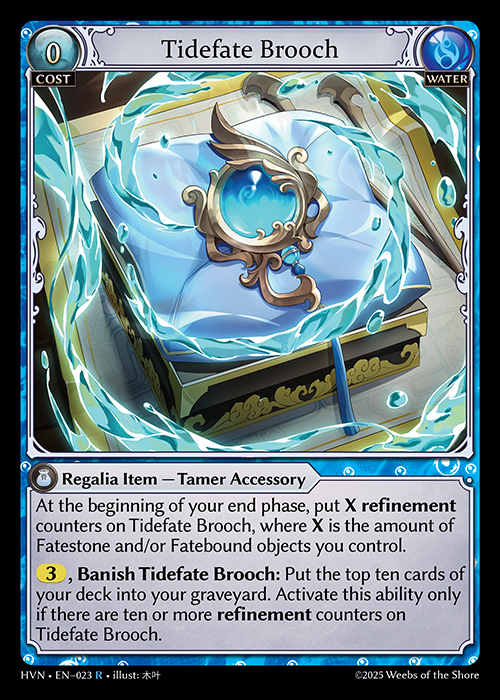 0
Tidefate Brooch
COST
WATER
Regalia Item — Tamer Accessory
At the beginning of your end phase, put X refinement
counters on Tidefate Brooch, where X is the amount of
Fatestone and/or Fatebound objects you control.
3, Banish Tidefate Brooch: Put the top ten cards of
your deck into your graveyard. Activate this ability only
if there are ten or more refinement counters on
Tidefate Brooch.
HVN • EN–023 R • illust: 木叶
©2025 Weebs of the Shore